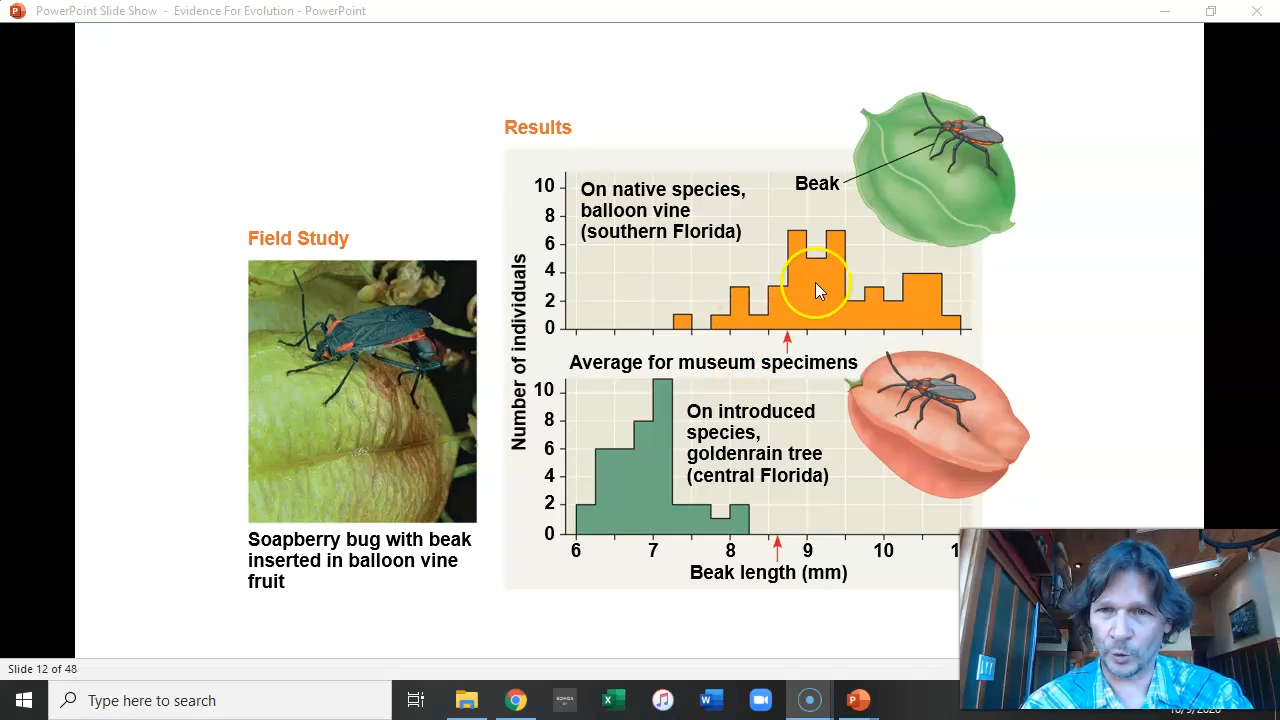 PowerPoint Slide Show - Evidence For Evolution - PowerPoint
Results
Field Study
Soapberry bug with beak
inserted in balloon vine
fruit
Number of individuals
10
8
6
4
2
0
On native species,
balloon vine
(southern Florida)
Beak
Average for museum specimens
10
8
6
4
2
0
On introduced
species,
goldenrain tree
(central Florida)
6 7 8 9 10
Beak length (mm)
Slide 12 of 48
Type here to search